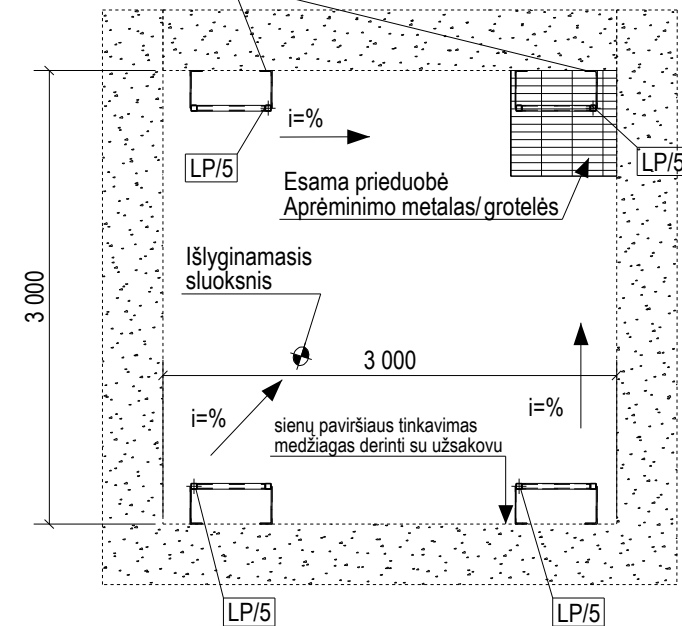 i=%
LP/5
LP/5
Esama prieduobė
Aprėminimo metalas/grotelės
Išlyginamasis
sluoksnis
3 000
3 000
i=%
i=%
sienų paviršiaus tinkavimas
medžiagas derinti su užsakovu
LP/5
LP/5